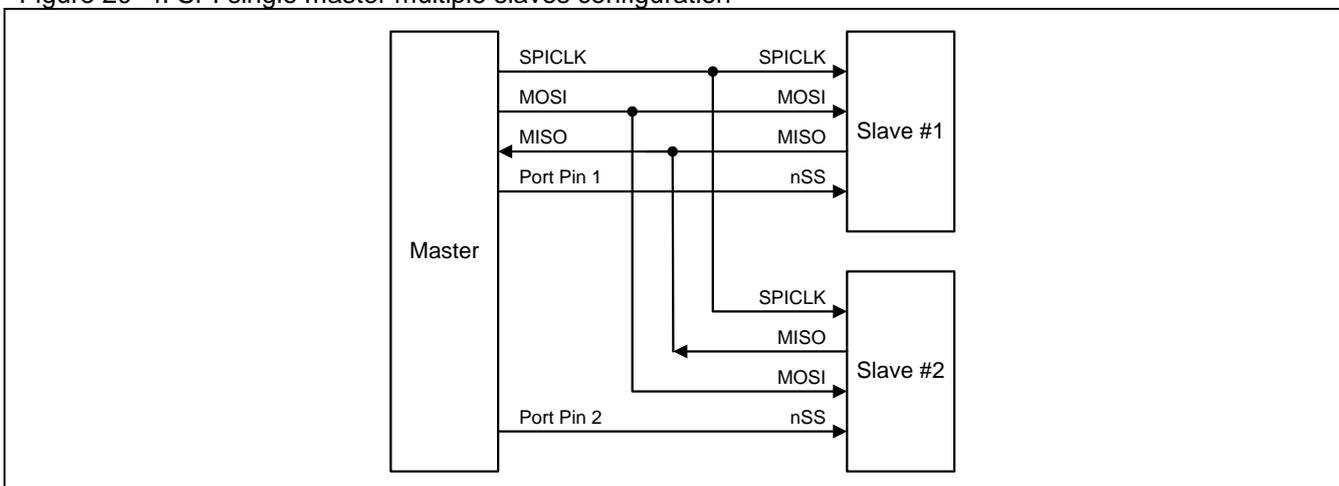 SPICLK SPICLK
MOSI MOSI
MISO MISO
Slave #1
Port Pin 1 nSS
Master
SPICLK
MISO
Slave #2
MOSI
Port Pin 2 nSS